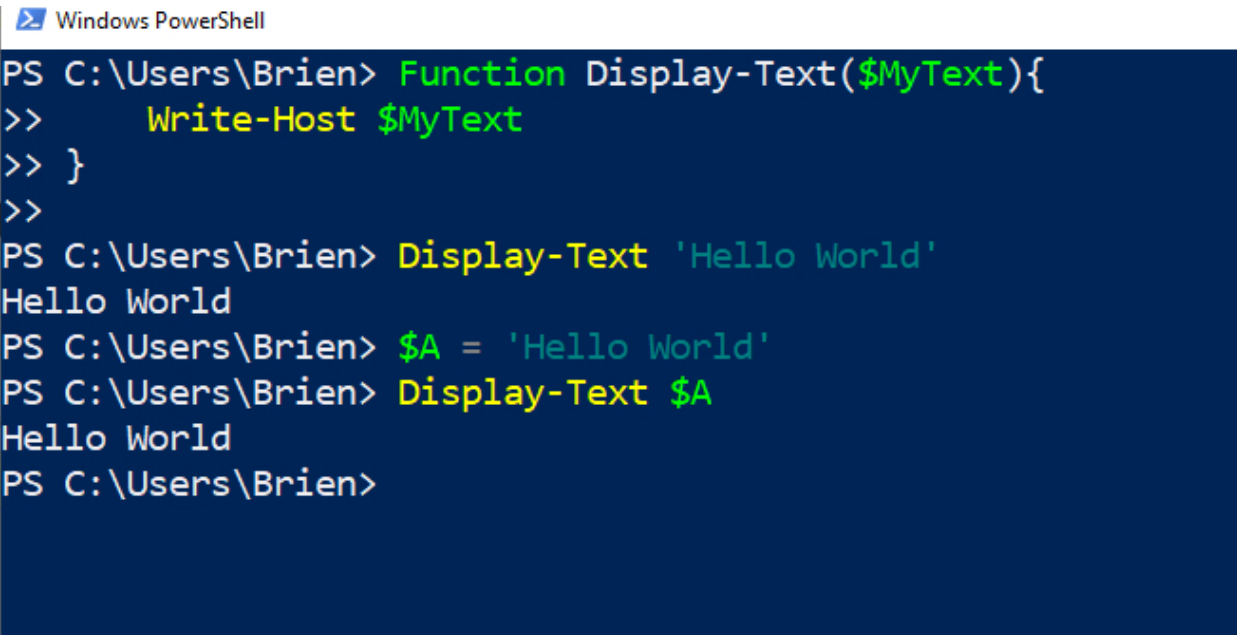 Windows PowerShell
PS C:\Users\Brien> Function Display-Text($MyText){
>>     Write-Host $MyText
>> }
>>
PS C:\Users\Brien> Display-Text 'Hello World'
Hello World
PS C:\Users\Brien> $A = 'Hello World'
PS C:\Users\Brien> Display-Text $A
Hello World
PS C:\Users\Brien>